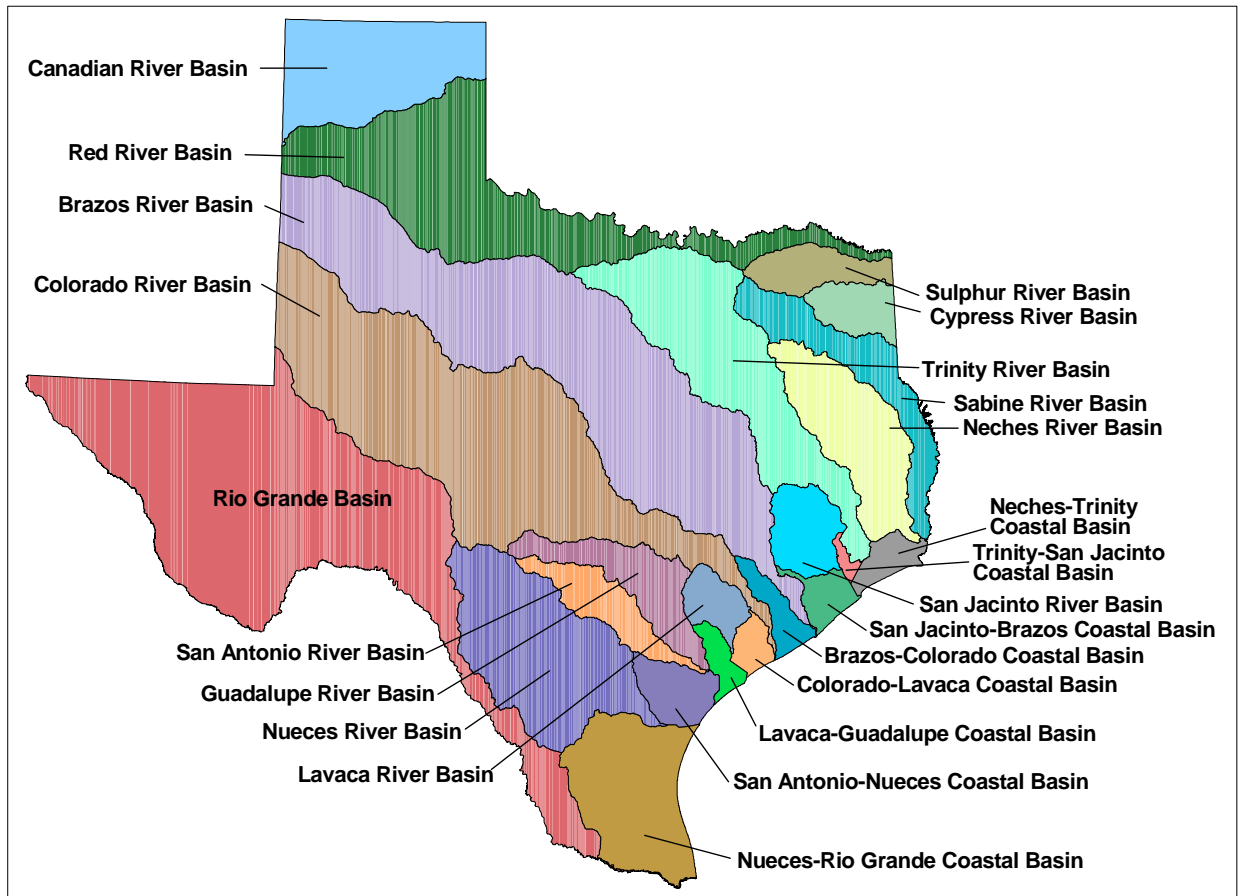 Canadian River Basin
Red River Basin
Brazos River Basin
Colorado River Basin
Sulphur River Basin
Cypress River Basin
Trinity River Basin
Sabine River Basin
Neches River Basin
Rio Grande Basin
Neches-Trinity
Coastal Basin
Trinity-San Jacinto
Coastal Basin
San Jacinto River Basin
San Jacinto-Brazos Coastal Basin
San Antonio River Basin
Brazos-Colorado Coastal Basin
Guadalupe River Basin
Colorado-Lavaca Coastal Basin
Nueces River Basin
Lavaca-Guadalupe Coastal Basin
Lavaca River Basin
San Antonio-Nueces Coastal Basin
Nueces-Rio Grande Coastal Basin